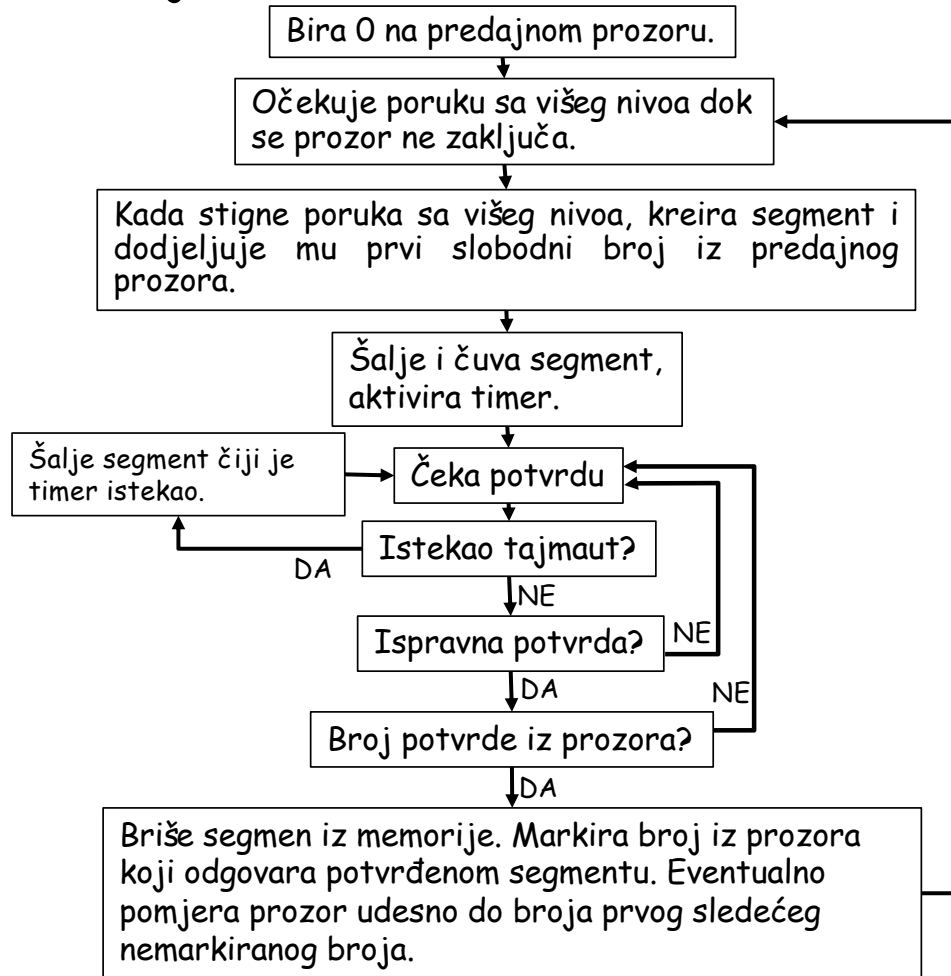 Bira 0 na predajnom prozoru.
Očekuje poruku sa višeg nivoa dok
se prozor ne zaključa.
Kada stigne poruka sa višeg nivoa, kreira segment i
dodjeljuje mu prvi slobodni broj iz predajnog
prozora.
Šalje i čuva segment,
aktivira timer.
Šalje segment čiji je
timer istekao.
Čeka potvrdu
Istekao tajmaut?
DA
NE
Ispravna potvrda?
NE
DA
NE
Broj potvrde iz prozora?
DA
Briše segmen iz memorije. Markira broj iz prozora
koji odgovara potvrđenom segmentu. Eventualno
pomjera prozor udesno do broja prvog sledećeg
nemarkiranog broja.